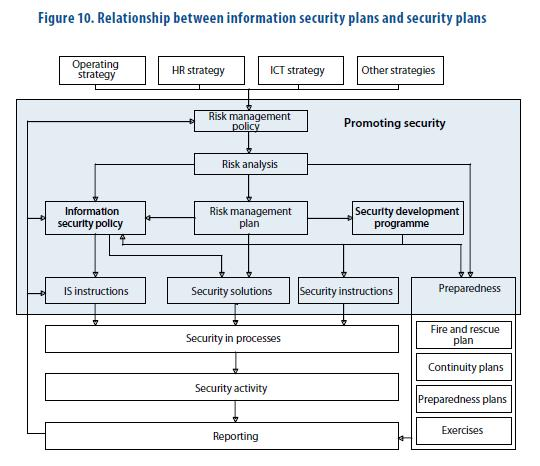 Figure 10. Relationship between information security plans and security plans
Operating
strategy
HR strategy
ICT strategy
Other strategies
Risk management
policy
Promoting security
Risk analysis
Information
security policy
Risk management
plan
Security development
programme
IS instructions
Security solutions
Security instructions
Preparedness
Security in processes
Fire and rescue
plan
Continuity plans
Security activity
Preparedness plans
Reporting
Exercises